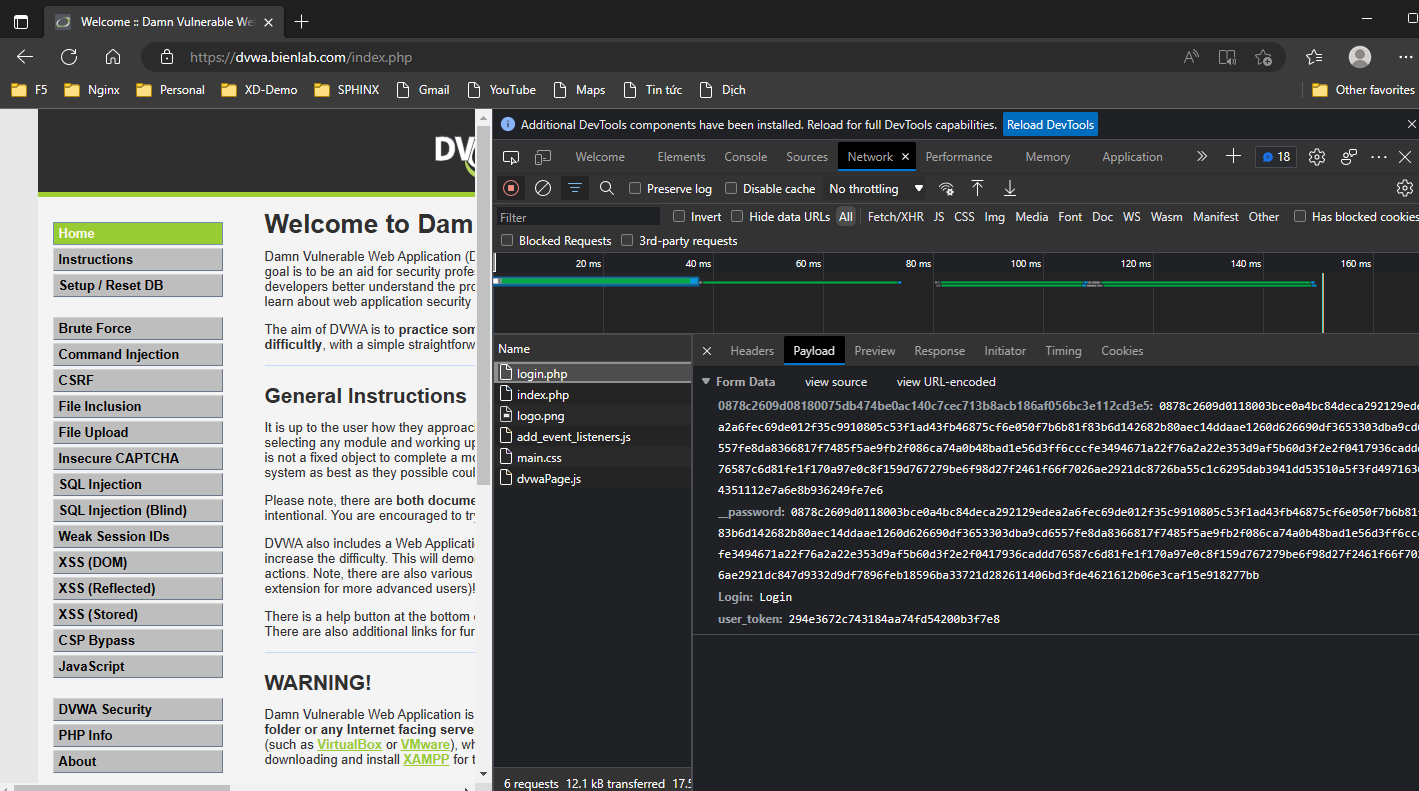 Welcome :: Damn Vulnerable We
https://dvwa.bienlab.com/index.php
F5 Nginx Personal XD-Demo SPHINX Gmail YouTube Maps Tin tức Dịch Other favorites
DV
Home
Instructions
Setup / Reset DB
Brute Force
Command Injection
CSRF
File Inclusion
File Upload
Insecure CAPTCHA
SQL Injection
SQL Injection (Blind)
Weak Session IDs
XSS (DOM)
XSS (Reflected)
XSS (Stored)
CSP Bypass
JavaScript
DVWA Security
PHP Info
About
Welcome to Dam
Damn Vulnerable Web Application (D
goal is to be an aid for security profe
developers better understand the pro
learn about web application security
The aim of DVWA is to practice som
difficultly, with a simple straightforw
General Instructions
It is up to the user how they approac
selecting any module and working up
is not a fixed object to complete a mo
system as best as they possible coul
Please note, there are both docume
intentional. You are encouraged to try
DVWA also includes a Web Applicati
increase the difficulty. This will demo
actions. Note, there are also various
extension for more advanced users)!
There is a help button at the bottom
There are also additional links for fur
WARNING!
Damn Vulnerable Web Application is
folder or any Internet facing serve
(such as VirtualBox or VMware), wh
downloading and install XAMPP for t
Additional DevTools components have been installed. Reload for full DevTools capabilities. Reload DevTools
Welcome Elements Console Sources Network Performance Memory Application 18
Preserve log Disable cache No throttling
Filter Invert Hide data URLs All Fetch/XHR JS CSS Img Media Font Doc WS Wasm Manifest Other Has blocked cookies
Blocked Requests 3rd-party requests
20 ms 40 ms 60 ms 80 ms 100 ms 120 ms 140 ms 160 ms
Name
login.php
index.php
logo.png
add_event_listeners.js
main.css
dvwaPage.js
6 requests 12.1 kB transferred 17.5
Headers Payload Preview Response Initiator Timing Cookies
Form Data view source view URL-encoded
0878c2609d08180075db474be0ac140c7cec713b8acb186af056bc3e112cd3e5: 0878c2609d0118003bce0a4bc84deca292129ede
a2a6fec69de012f35c9910805c53f1ad43fb46875cf6e050f7b6b81f83b6d142682b80aec14ddaae1260d626690df3653303dba9cd6
557fe8da8366817f7485f5ae9fb2f086ca74a0b48bad1e56d3ff6cccfe3494671a22f76a2a22e353d9af5b60d3f2e2f0417936caddd
76587c6d81fe1f170a97e0c8f159d767279be6f98d27f2461f66f7026ae2921dc8726ba55c1c6295dab3941dd53510a5f3fd4971636
4351112e7a6e8b936249fe7e6
__password: 0878c2609d0118003bce0a4bc84deca292129edea2a6fec69de012f35c9910805c53f1ad43fb46875cf6e050f7b6b81f
83b6d142682b80aec14ddaae1260d626690df3653303dba9cd6557fe8da8366817f7485f5ae9fb2f086ca74a0b48bad1e56d3ff6ccc
fe3494671a22f76a2a22e353d9af5b60d3f2e2f0417936caddd76587c6d81fe1f170a97e0c8f159d767279be6f98d27f2461f66f702
6ae2921dc847d9332d9df7896feb18596ba33721d282611406bd3fde4621612b06e3caf15e918277bb
Login: Login
user_token: 294e3672c743184aa74fd54200b3f7e8